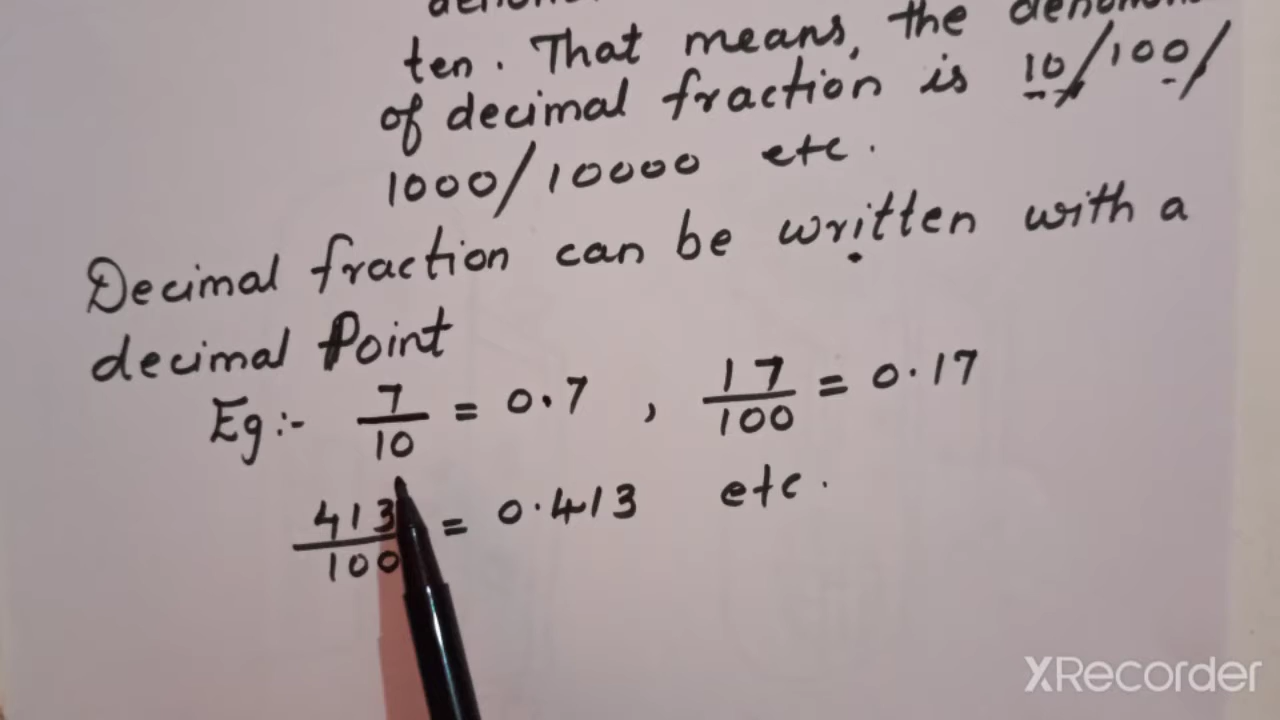 ten. That means, the
of decimal fraction is 10/100/
1000/10000 etc.
Decimal fraction can be written with a
decimal Point
Eg:- 7/10 = 0.7 , 17/100 = 0.17
413/100 = 0.413 etc.
XRecorder